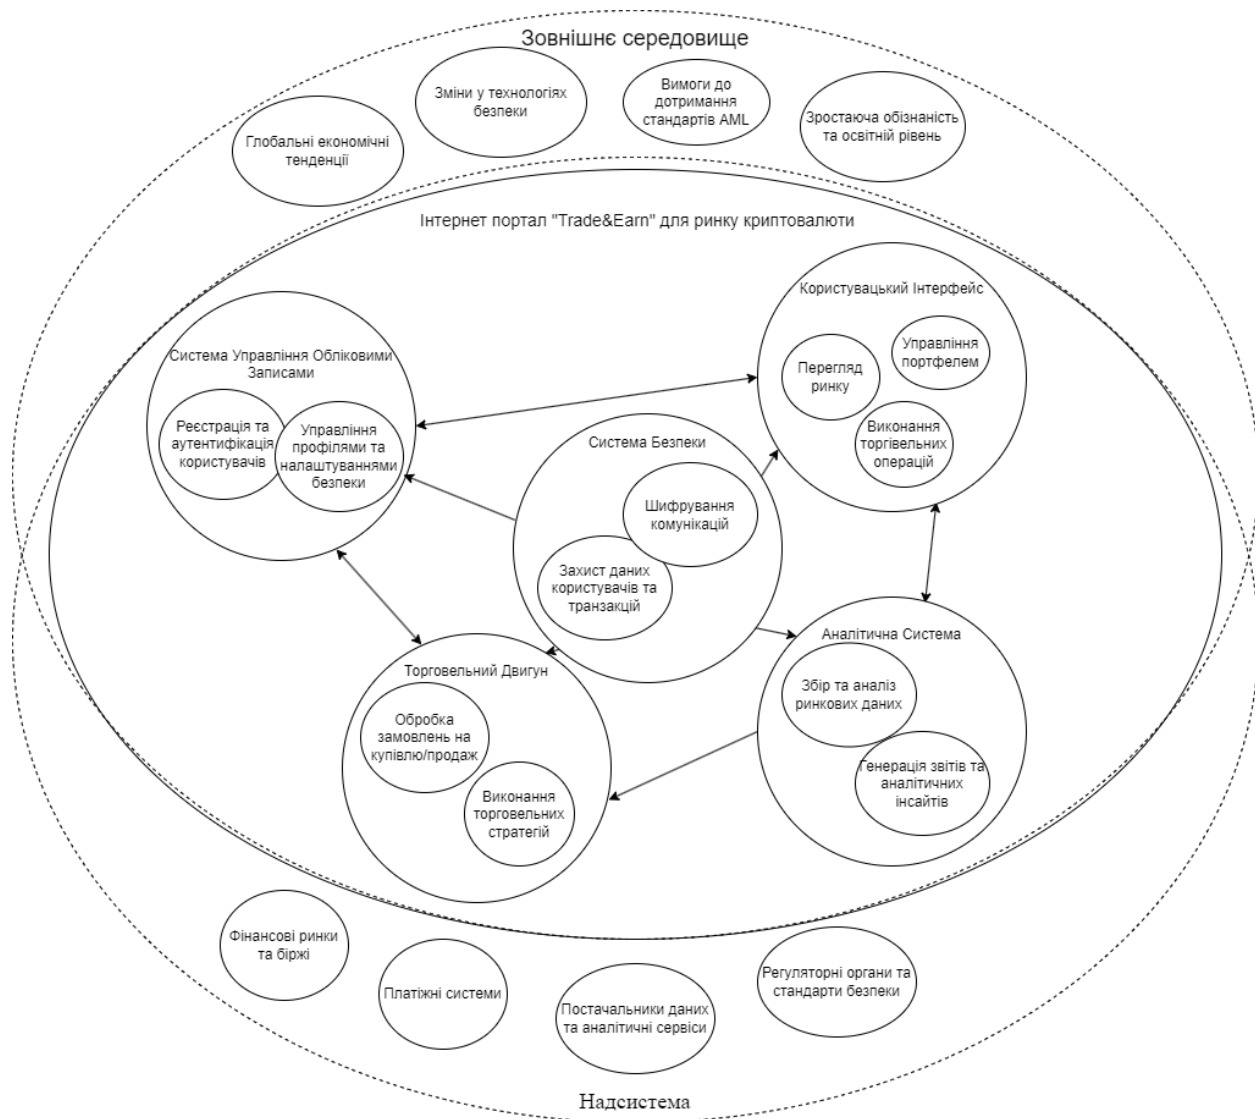 Зовнішнє середовище
Зміни у технологіях
безпеки
Вимоги до
дотримання
стандартів AML
Зростаюча обізнаність
та освітній рівень
Глобальні економічні
тенденції
Інтернет портал "Trade&Earn" для ринку криптовалюти
Користувацький Інтерфейс
Управління
портфелем
Перегляд
ринку
Виконання
торгівельних
операцій
Система Управління Обліковими
Записами
Реєстрація та
аутентифікація
користувачів
Управління
профілями та
налаштуваннями
безпеки
Система Безпеки
Шифрування
комунікацій
Захист даних
користувачів та
транзакцій
Аналітична Система
Збір та аналіз
ринкових даних
Генерація звітів та
аналітичних
інсайтів
Торговельний Двигун
Обробка
замовлень на
купівлю/продаж
Виконання
торговельних
стратегій
Фінансові ринки
та біржі
Платіжні системи
Постачальники даних
та аналітичні сервіси
Регуляторні органи та
стандарти безпеки
Надсистема